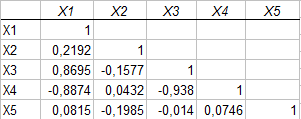 X1 X2 X3 X4 X5
X1 1
X2 0,2192 1
X3 0,8695 -0,1577 1
X4 -0,8874 0,0432 -0,938 1
X5 0,0815 -0,1985 -0,014 0,0746 1